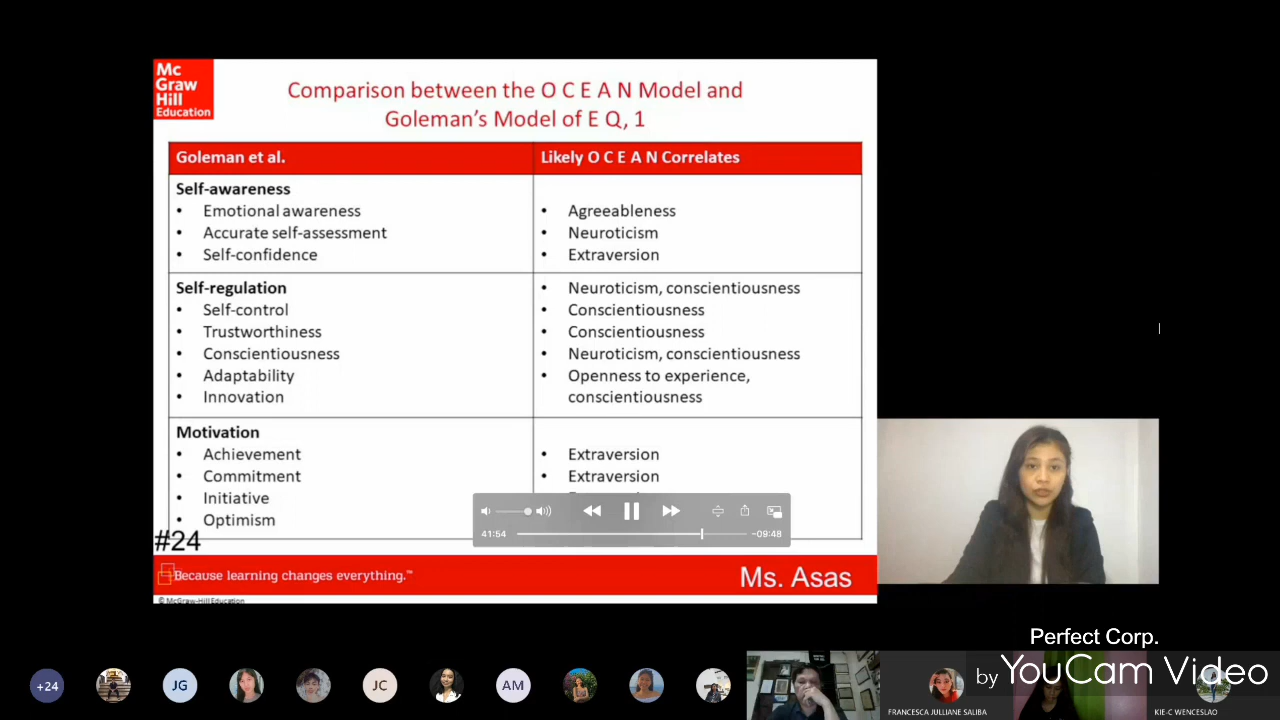 Mc
Graw
Hill
Education
Comparison between the O C E A N Model and
Goleman's Model of E Q, 1
Goleman et al.
Likely O C E A N Correlates
Self-awareness
• Emotional awareness
• Accurate self-assessment
• Self-confidence
• Agreeableness
• Neuroticism
• Extraversion
Self-regulation
• Self-control
• Trustworthiness
• Conscientiousness
• Adaptability
• Innovation
• Neuroticism, conscientiousness
• Conscientiousness
• Conscientiousness
• Neuroticism, conscientiousness
• Openness to experience,
conscientiousness
Motivation
• Achievement
• Commitment
• Initiative
• Optimism
• Extraversion
• Extraversion
41:54
-09:48
#24
Because learning changes everything.™
Ms. Asas
© McGraw-Hill Education
Perfect Corp.
by YouCam Video
+24
JG
JC
AM
FRANCESCA JULLIANE SALIBA
KIE-C WENCESLAO